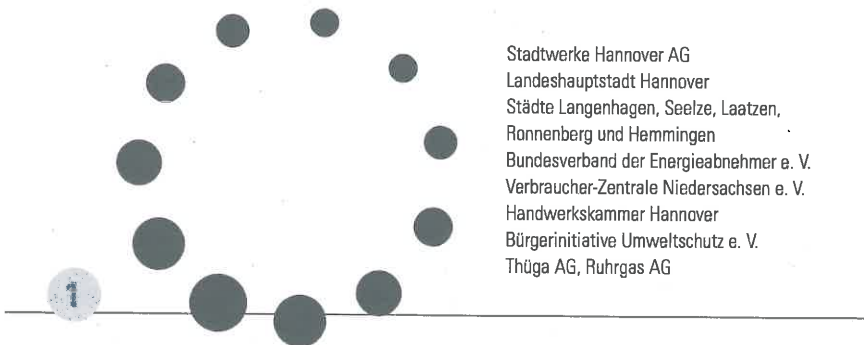 Stadtwerke Hannover AG
Landeshauptstadt Hannover
Städte Langenhagen, Seelze, Laatzen,
Ronnenberg und Hemmingen
Bundesverband der Energieabnehmer e. V.
Verbraucher-Zentrale Niedersachsen e. V.
Handwerkskammer Hannover
Bürgerinitiative Umweltschutz e. V.
Thüga AG, Ruhrgas AG